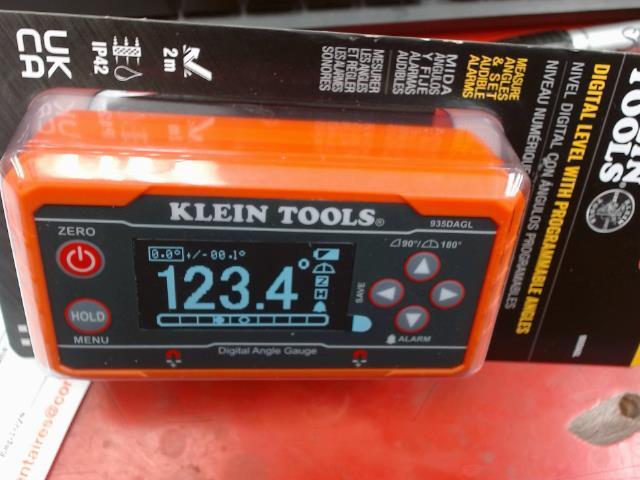 UK
CA
IP42
2m
MESURER
LES ANGLES
ET RÉGLER
LES ALARMES
SONORES
MIDA
ÁNGULOS
Y FIJE
ALARMAS
AUDIBLES
MEASURE
ANGLES
& SET
AUDIBLE
ALARMS
DIGITAL LEVEL WITH PROGRAMMABLE ANGLES
NIVEL DIGITAL CON ÁNGULOS PROGRAMABLES
NIVEAU NUMÉRIQUE
TOOLS
KLEIN TOOLS®
935DAGL
ZERO
HOLD
MENU
0.0° +/-00.1°
123.4°
Z
H
SAVE
90°/ 180°
ALARM
Digital Angle Gauge